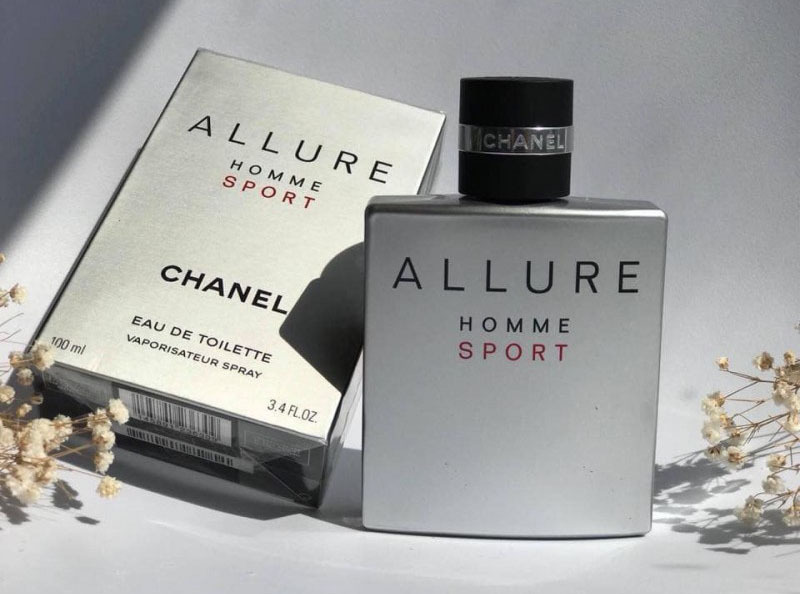 ALLURE
HOMME
SPORT
CHANEL
EAU DE TOILETTE
VAPORISATEUR SPRAY
100 ml
3.4 FL.OZ.
CHANEL
ALLURE
HOMME
SPORT